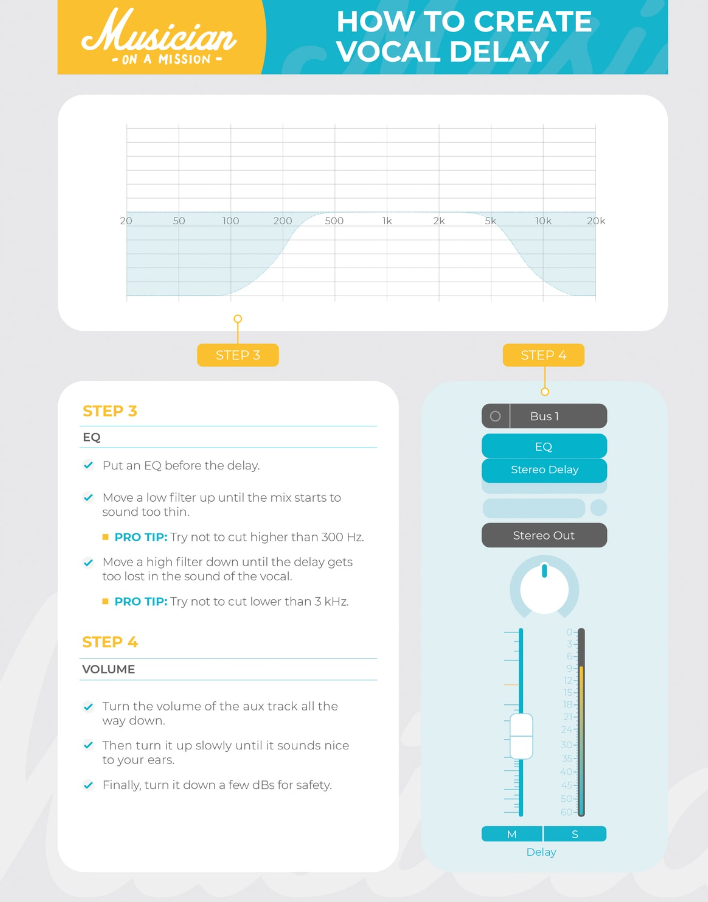 Musician
- ON A MISSION -
HOW TO CREATE
VOCAL DELAY
20 50 100 200 500 1k 2k 5k 10k 20k
STEP 3
STEP 4
STEP 3
EQ
Put an EQ before the delay.
Move a low filter up until the mix starts to
sound too thin.
PRO TIP: Try not to cut higher than 300 Hz.
Move a high filter down until the delay gets
too lost in the sound of the vocal.
PRO TIP: Try not to cut lower than 3 kHz.
STEP 4
VOLUME
Turn the volume of the aux track all the
way down.
Then turn it up slowly until it sounds nice
to your ears.
Finally, turn it down a few dBs for safety.
Bus 1
EQ
Stereo Delay
Stereo Out
0
3
6
9
12
15
18
21
24
30
35
40
45
50
60
M S
Delay